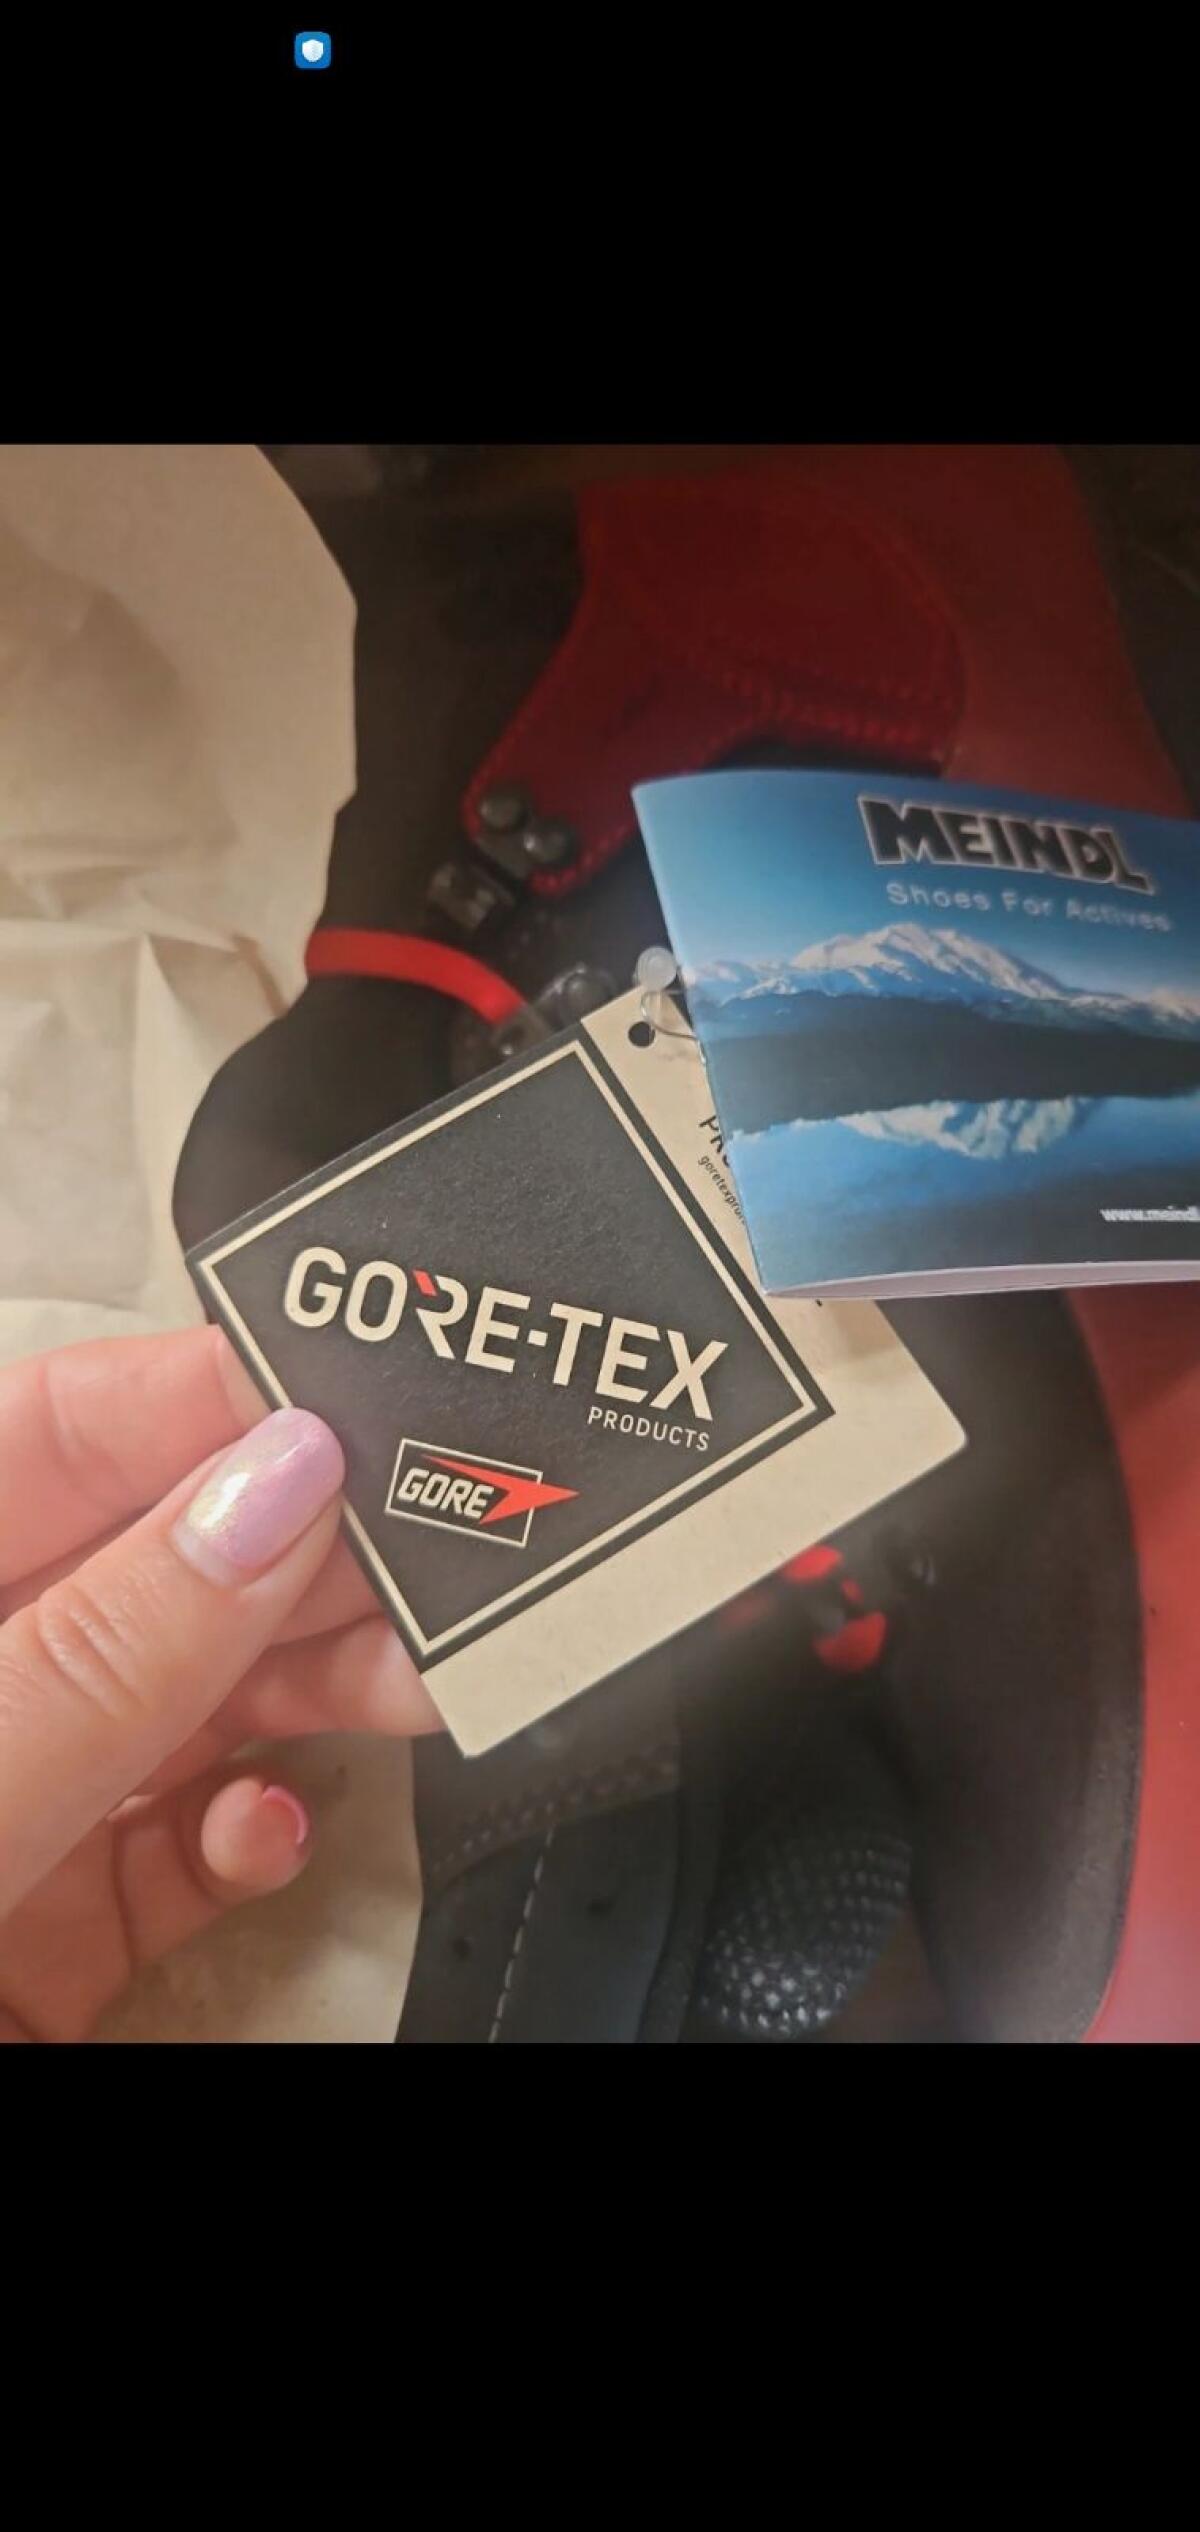 MEINDL
Shoes For Actives
GORE-TEX
PRODUCTS
GORE